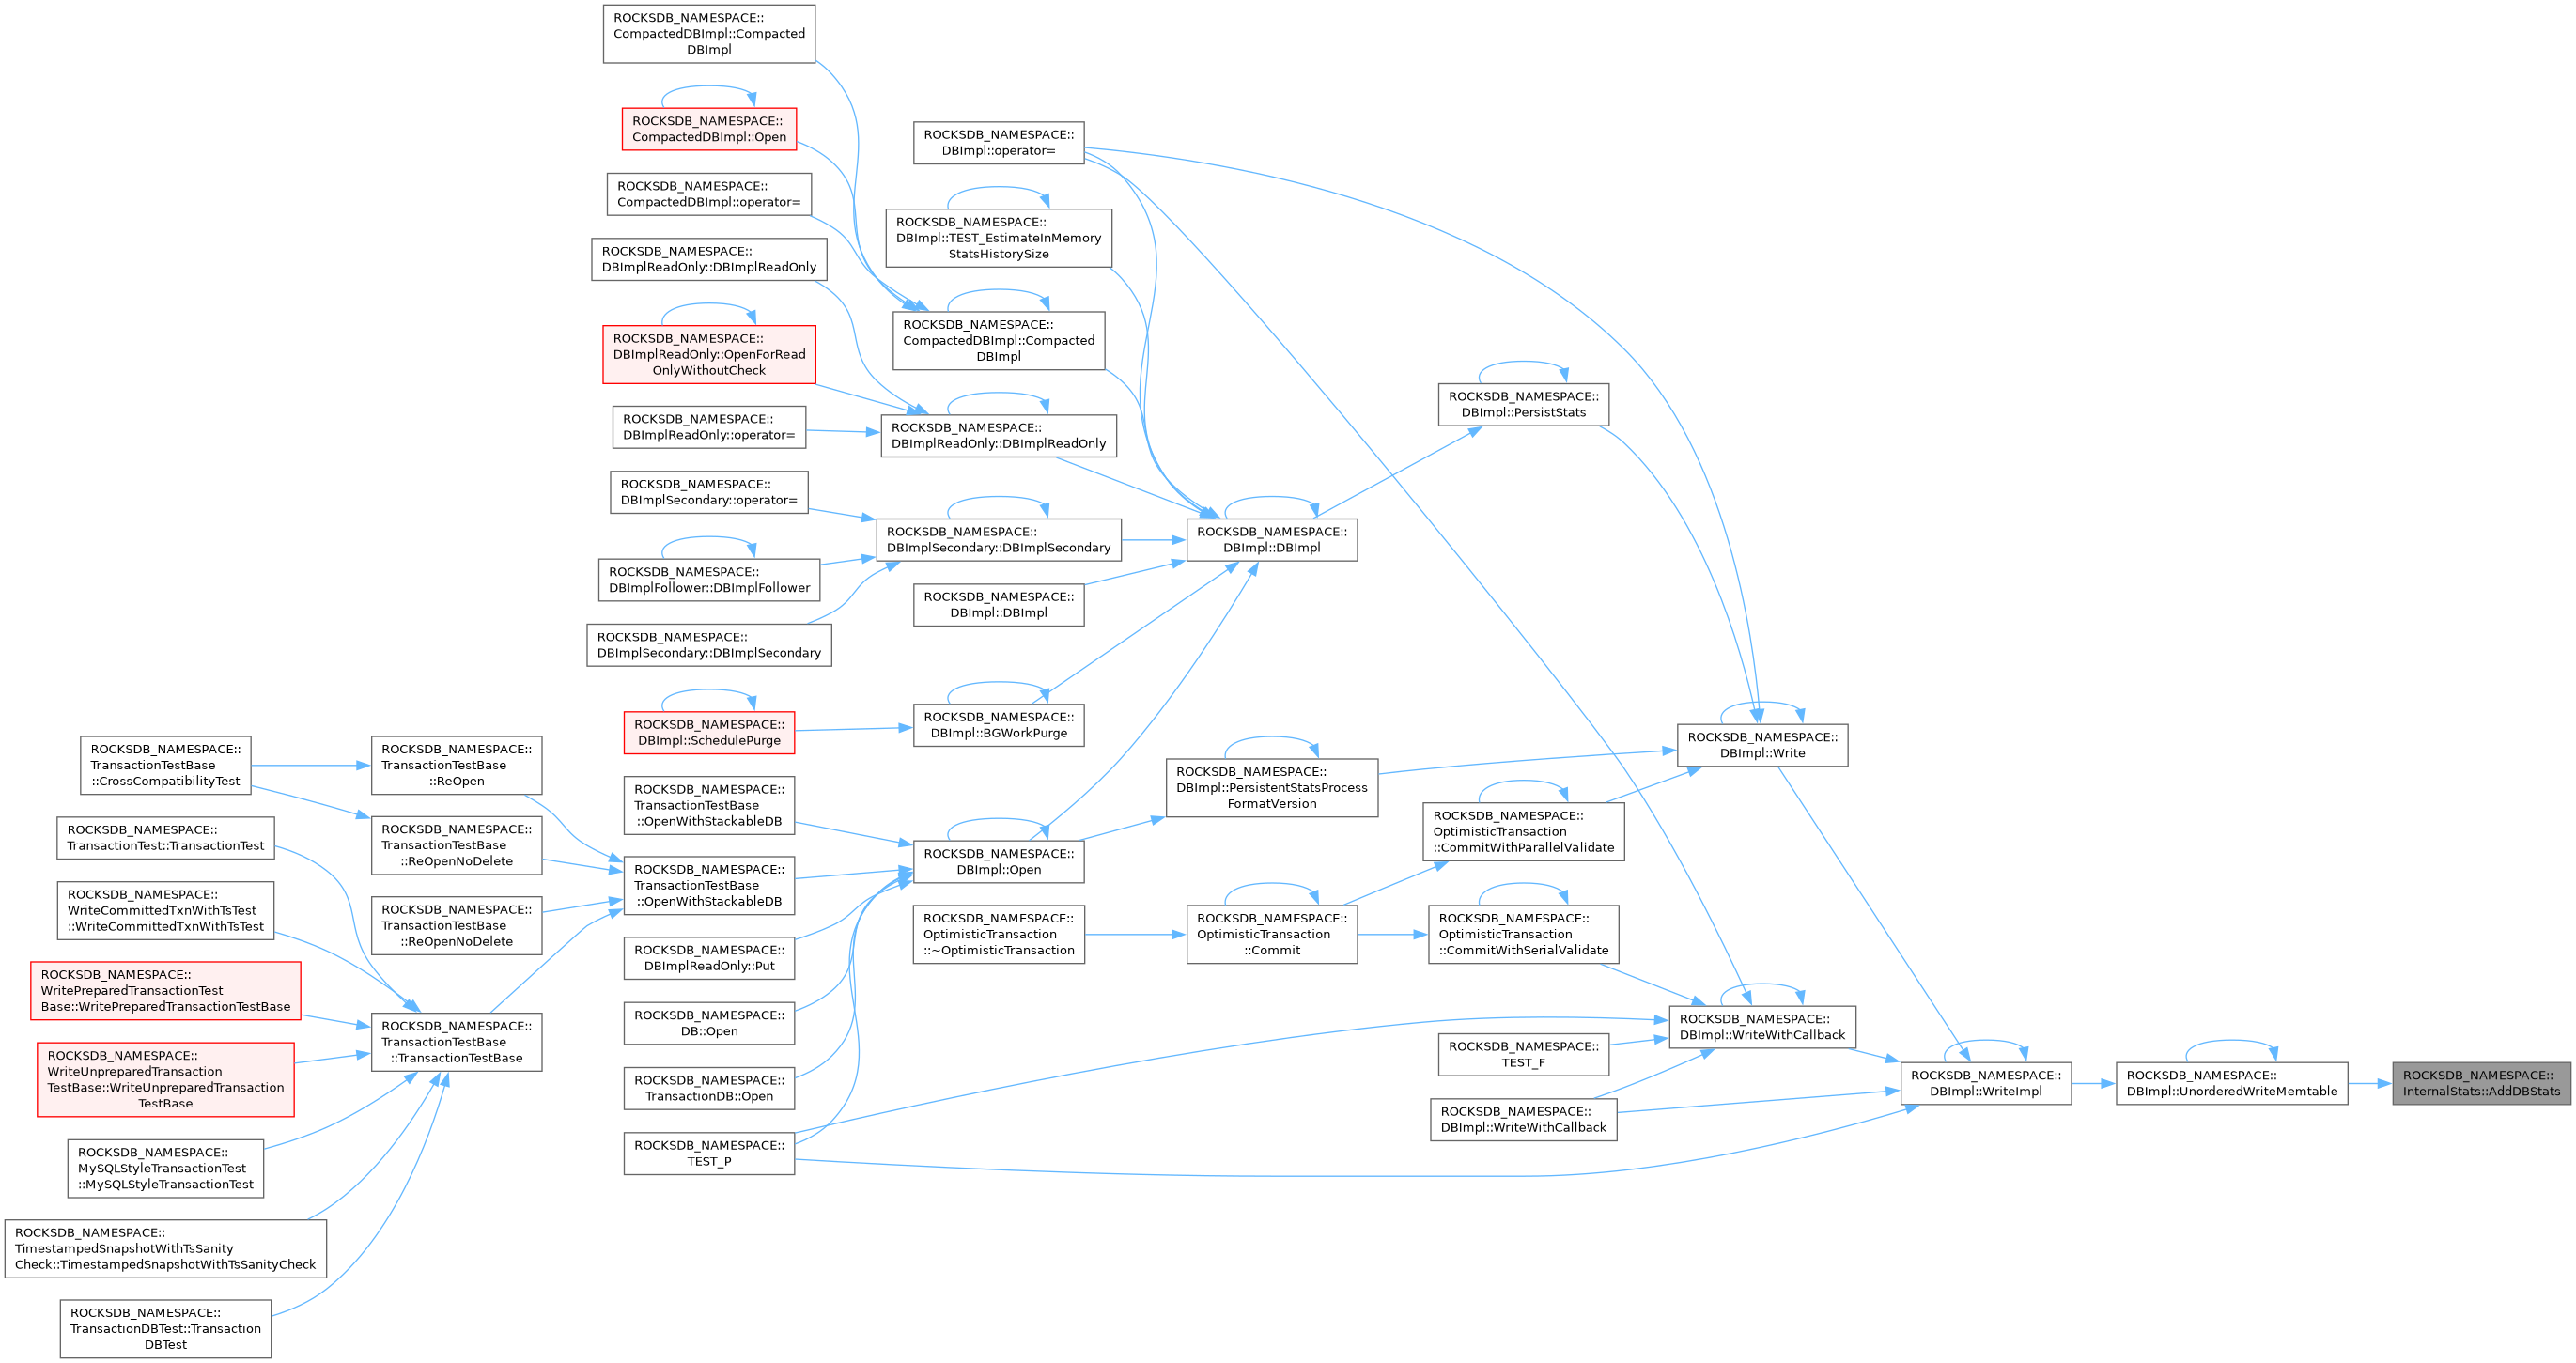 ROCKSDB_NAMESPACE::
CompactedDBImpl::Compacted
DBImpl
ROCKSDB_NAMESPACE::
CompactedDBImpl::Open
ROCKSDB_NAMESPACE::
CompactedDBImpl::operator=
ROCKSDB_NAMESPACE::
DBImplReadOnly::DBImplReadOnly
ROCKSDB_NAMESPACE::
DBImplReadOnly::OpenForRead
OnlyWithoutCheck
ROCKSDB_NAMESPACE::
DBImplReadOnly::operator=
ROCKSDB_NAMESPACE::
DBImplSecondary::operator=
ROCKSDB_NAMESPACE::
DBImplFollower::DBImplFollower
ROCKSDB_NAMESPACE::
DBImplSecondary::DBImplSecondary
ROCKSDB_NAMESPACE::
DBImpl::SchedulePurge
ROCKSDB_NAMESPACE::
TransactionTestBase
::OpenWithStackableDB
ROCKSDB_NAMESPACE::
TransactionTestBase
::OpenWithStackableDB
ROCKSDB_NAMESPACE::
DBImplReadOnly::Put
ROCKSDB_NAMESPACE::
DB::Open
ROCKSDB_NAMESPACE::
TransactionDB::Open
ROCKSDB_NAMESPACE::
TEST_P
ROCKSDB_NAMESPACE::
DBImpl::operator=
ROCKSDB_NAMESPACE::
DBImpl::TEST_EstimateInMemory
StatsHistorySize
ROCKSDB_NAMESPACE::
CompactedDBImpl::Compacted
DBImpl
ROCKSDB_NAMESPACE::
DBImplReadOnly::DBImplReadOnly
ROCKSDB_NAMESPACE::
DBImplSecondary::DBImplSecondary
ROCKSDB_NAMESPACE::
DBImpl::DBImpl
ROCKSDB_NAMESPACE::
DBImpl::BGWorkPurge
ROCKSDB_NAMESPACE::
DBImpl::Open
ROCKSDB_NAMESPACE::
OptimisticTransaction
::~OptimisticTransaction
ROCKSDB_NAMESPACE::
DBImpl::DBImpl
ROCKSDB_NAMESPACE::
DBImpl::PersistentStatsProcess
FormatVersion
ROCKSDB_NAMESPACE::
OptimisticTransaction
::Commit
ROCKSDB_NAMESPACE::
DBImpl::PersistStats
ROCKSDB_NAMESPACE::
OptimisticTransaction
::CommitWithParallelValidate
ROCKSDB_NAMESPACE::
OptimisticTransaction
::CommitWithSerialValidate
ROCKSDB_NAMESPACE::
TEST_F
ROCKSDB_NAMESPACE::
DBImpl::WriteWithCallback
ROCKSDB_NAMESPACE::
DBImpl::Write
ROCKSDB_NAMESPACE::
DBImpl::WriteWithCallback
ROCKSDB_NAMESPACE::
DBImpl::WriteImpl
ROCKSDB_NAMESPACE::
DBImpl::UnorderedWriteMemtable
ROCKSDB_NAMESPACE::
InternalStats::AddDBStats
ROCKSDB_NAMESPACE::
TransactionTestBase
::CrossCompatibilityTest
ROCKSDB_NAMESPACE::
TransactionTest::TransactionTest
ROCKSDB_NAMESPACE::
WriteCommittedTxnWithTsTest
::WriteCommittedTxnWithTsTest
ROCKSDB_NAMESPACE::
WritePreparedTransactionTest
Base::WritePreparedTransactionTestBase
ROCKSDB_NAMESPACE::
WriteUnpreparedTransaction
TestBase::WriteUnpreparedTransaction
TestBase
ROCKSDB_NAMESPACE::
MySQLStyleTransactionTest
::MySQLStyleTransactionTest
ROCKSDB_NAMESPACE::
TimestampedSnapshotWithTsSanity
Check::TimestampedSnapshotWithTsSanityCheck
ROCKSDB_NAMESPACE::
TransactionDBTest::Transaction
DBTest
ROCKSDB_NAMESPACE::
TransactionTestBase
::ReOpen
ROCKSDB_NAMESPACE::
TransactionTestBase
::ReOpenNoDelete
ROCKSDB_NAMESPACE::
TransactionTestBase
::ReOpenNoDelete
ROCKSDB_NAMESPACE::
TransactionTestBase
::TransactionTestBase